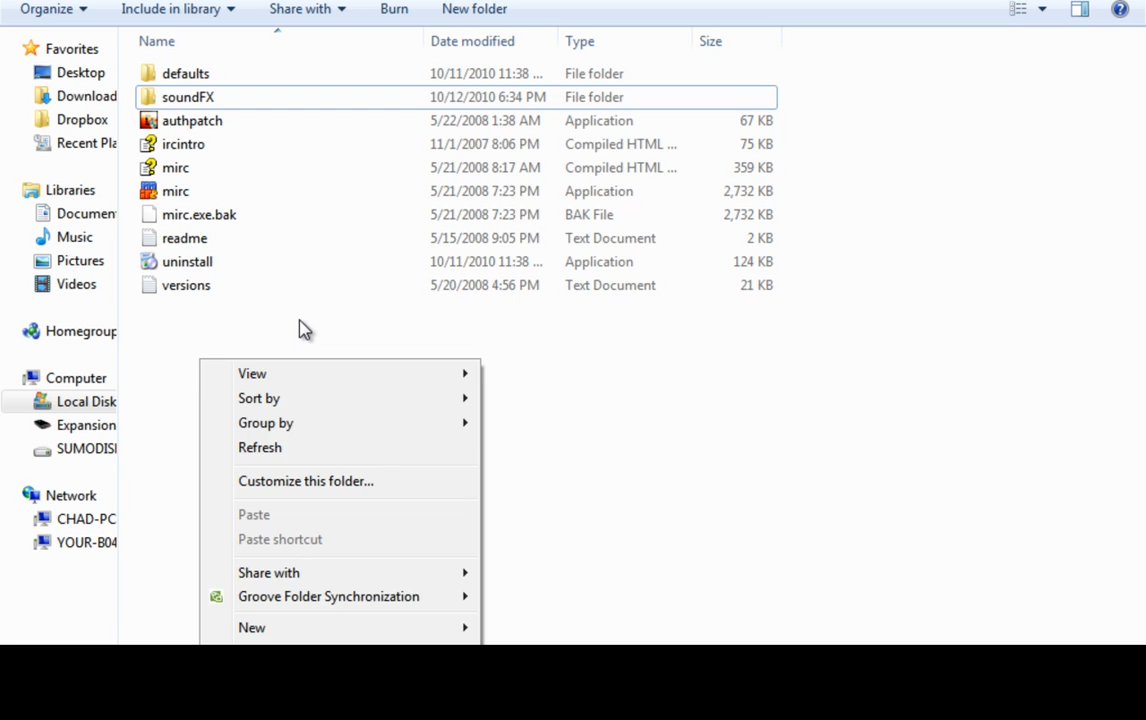 Organize Include in library Share with Burn New folder
Name Date modified Type Size
Favorites
Desktop
Download
Dropbox
Recent Pla
Libraries
Documen
Music
Pictures
Videos
Homegroup
Computer
Local Disk
Expansion
SUMODISI
Network
CHAD-PC
YOUR-B04
defaults 10/11/2010 11:38 ... File folder
soundFX 10/12/2010 6:34 PM File folder
authpatch 5/22/2008 1:38 AM Application 67 KB
ircintro 11/1/2007 8:06 PM Compiled HTML ... 75 KB
mirc 5/21/2008 8:17 AM Compiled HTML ... 359 KB
mirc 5/21/2008 7:23 PM Application 2,732 KB
mirc.exe.bak 5/21/2008 7:23 PM BAK File 2,732 KB
readme 5/15/2008 9:05 PM Text Document 2 KB
uninstall 10/11/2010 11:38 ... Application 124 KB
versions 5/20/2008 4:56 PM Text Document 21 KB
View
Sort by
Group by
Refresh
Customize this folder...
Paste
Paste shortcut
Share with
Groove Folder Synchronization
New